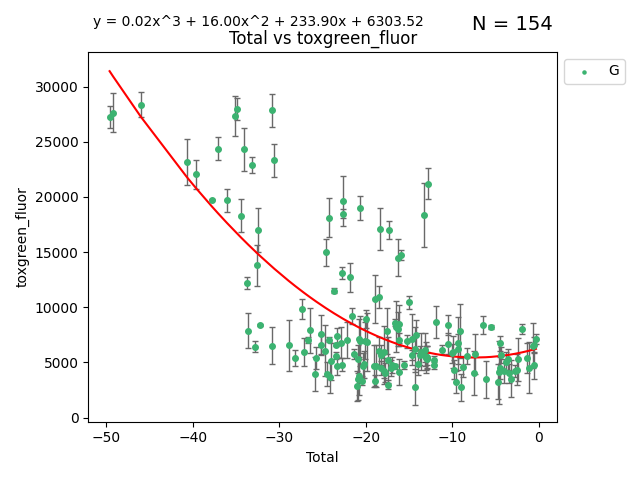 y = 0.02x^3 + 16.00x^2 + 233.90x + 6303.52
N = 154
Total vs toxgreen_fluor
G
30000
25000
20000
15000
10000
5000
0
toxgreen_fluor
−50
−40
−30
−20
−10
0
Total